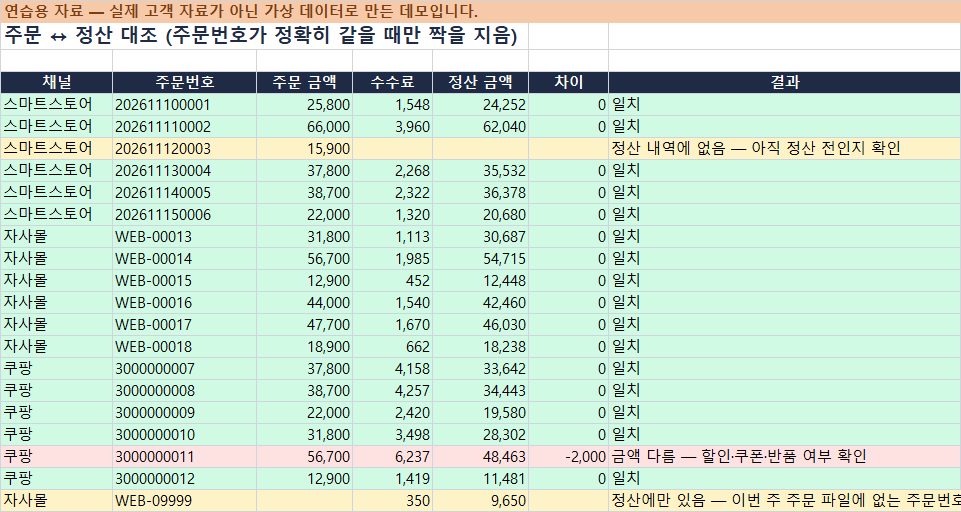 연습용 자료 — 실제 고객 자료가 아닌 가상 데이터로 만든 데모입니다.
주문 ↔ 정산 대조 (주문번호가 정확히 같을 때만 짝을 지음)
채널 주문번호 주문 금액 수수료 정산 금액 차이 결과
스마트스토어 202611100001 25,800 1,548 24,252 0 일치
스마트스토어 202611110002 66,000 3,960 62,040 0 일치
스마트스토어 202611120003 15,900 정산 내역에 없음 — 아직 정산 전인지 확인
스마트스토어 202611130004 37,800 2,268 35,532 0 일치
스마트스토어 202611140005 38,700 2,322 36,378 0 일치
스마트스토어 202611150006 22,000 1,320 20,680 0 일치
자사몰 WEB-00013 31,800 1,113 30,687 0 일치
자사몰 WEB-00014 56,700 1,985 54,715 0 일치
자사몰 WEB-00015 12,900 452 12,448 0 일치
자사몰 WEB-00016 44,000 1,540 42,460 0 일치
자사몰 WEB-00017 47,700 1,670 46,030 0 일치
자사몰 WEB-00018 18,900 662 18,238 0 일치
쿠팡 3000000007 37,800 4,158 33,642 0 일치
쿠팡 3000000008 38,700 4,257 34,443 0 일치
쿠팡 3000000009 22,000 2,420 19,580 0 일치
쿠팡 3000000010 31,800 3,498 28,302 0 일치
쿠팡 3000000011 56,700 6,237 48,463 -2,000 금액 다름 — 할인·쿠폰·반품 여부 확인
쿠팡 3000000012 12,900 1,419 11,481 0 일치
자사몰 WEB-09999 350 9,650 정산에만 있음 — 이번 주 주문 파일에 없는 주문번호